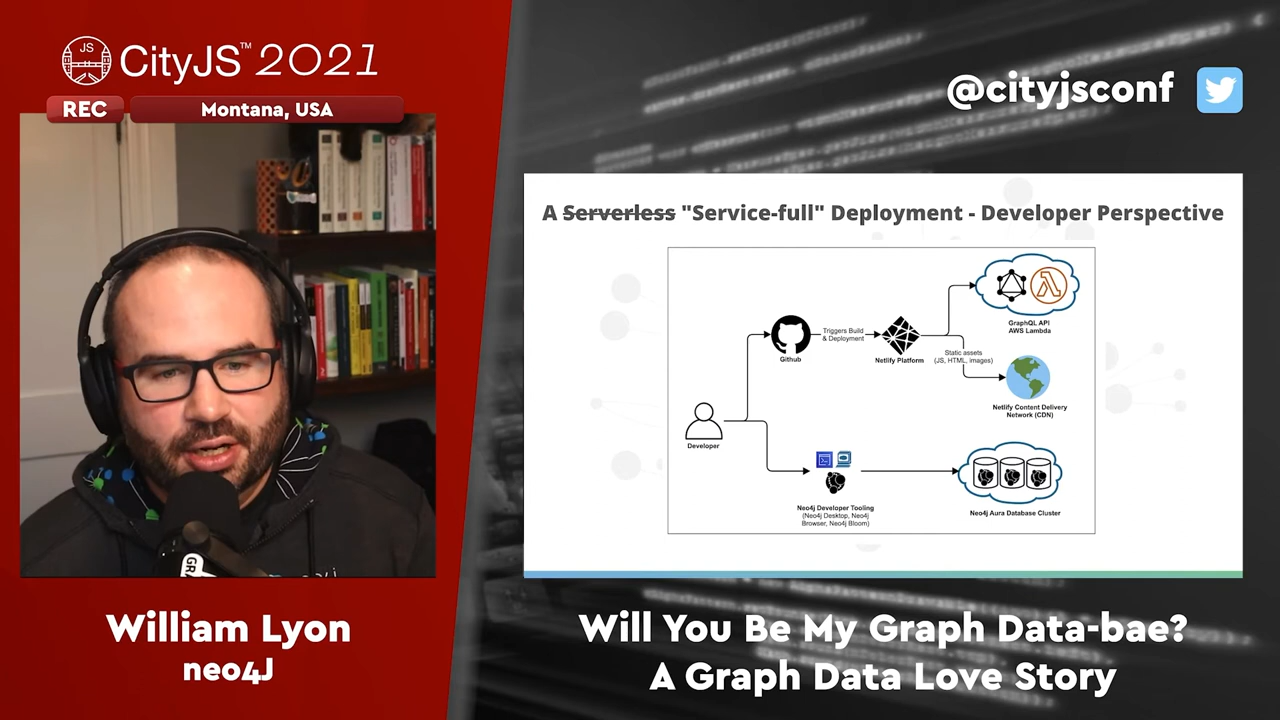 JS
CityJS™ 2021
REC
Montana, USA
@cityjsconf
A Serverless "Service-full" Deployment - Developer Perspective
GraphQL API
AWS Lambda
Triggers Build
& Deployment
Github
Netlify Platform
Static assets
(JS, HTML, images)
Netlify Content Delivery
Network (CDN)
Developer
Neo4j Developer Tooling
(Neo4j Desktop, Neo4j
Browser, Neo4j Bloom)
Neo4j Aura Database Cluster
William Lyon
neo4J
Will You Be My Graph Data-bae?
A Graph Data Love Story